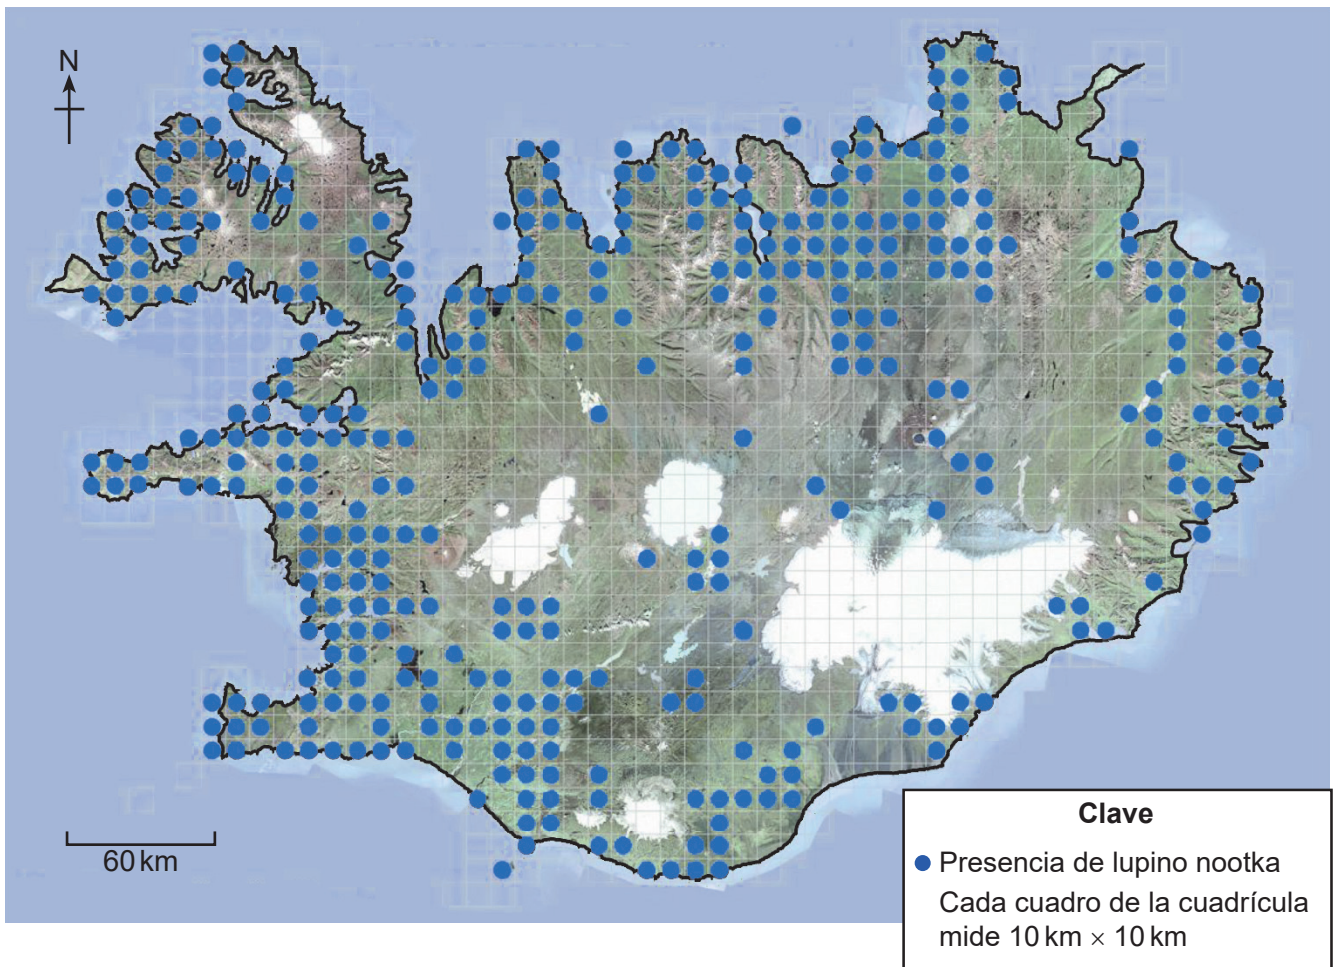 N
60 km
Clave
Presencia de lupino nootka
Cada cuadro de la cuadrícula
mide 10 km × 10 km